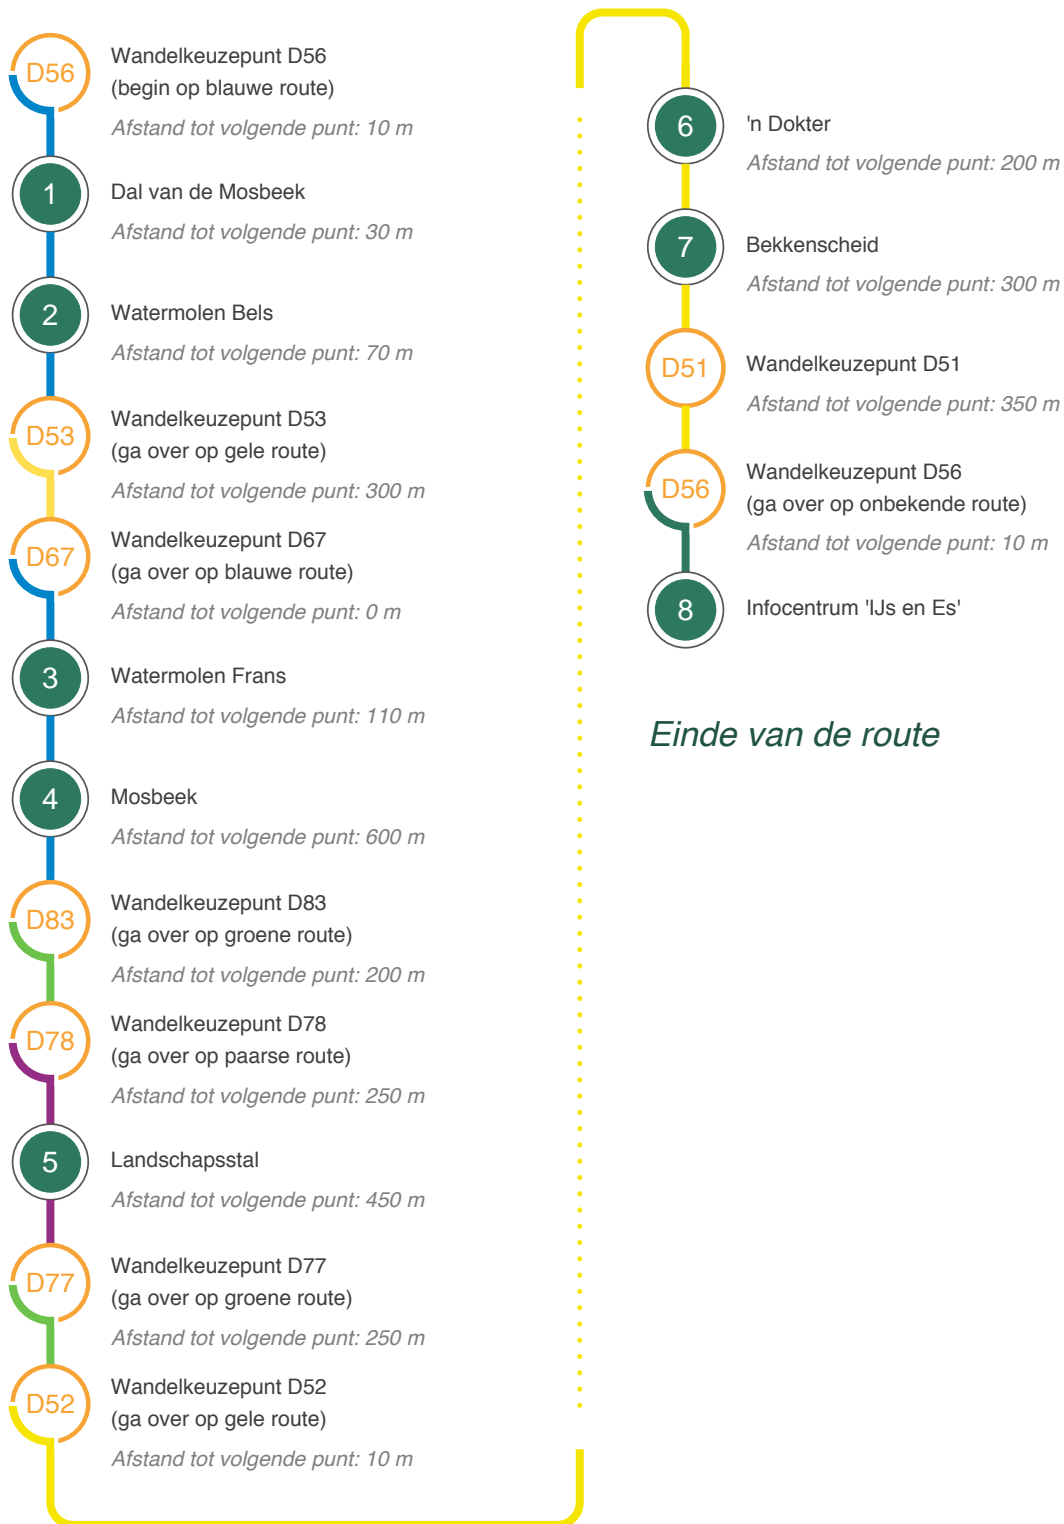 D56
Wandelkeuzepunt D56
(begin op blauwe route)
Afstand tot volgende punt: 10 m
1
Dal van de Mosbeek
Afstand tot volgende punt: 30 m
2
Watermolen Bels
Afstand tot volgende punt: 70 m
D53
Wandelkeuzepunt D53
(ga over op gele route)
Afstand tot volgende punt: 300 m
D67
Wandelkeuzepunt D67
(ga over op blauwe route)
Afstand tot volgende punt: 0 m
3
Watermolen Frans
Afstand tot volgende punt: 110 m
4
Mosbeek
Afstand tot volgende punt: 600 m
D83
Wandelkeuzepunt D83
(ga over op groene route)
Afstand tot volgende punt: 200 m
D78
Wandelkeuzepunt D78
(ga over op paarse route)
Afstand tot volgende punt: 250 m
5
Landschapsstal
Afstand tot volgende punt: 450 m
D77
Wandelkeuzepunt D77
(ga over op groene route)
Afstand tot volgende punt: 250 m
D52
Wandelkeuzepunt D52
(ga over op gele route)
Afstand tot volgende punt: 10 m
6
'n Dokter
Afstand tot volgende punt: 200 m
7
Bekkenscheid
Afstand tot volgende punt: 300 m
D51
Wandelkeuzepunt D51
Afstand tot volgende punt: 350 m
D56
Wandelkeuzepunt D56
(ga over op onbekende route)
Afstand tot volgende punt: 10 m
8
Infocentrum 'IJs en Es'
Einde van de route